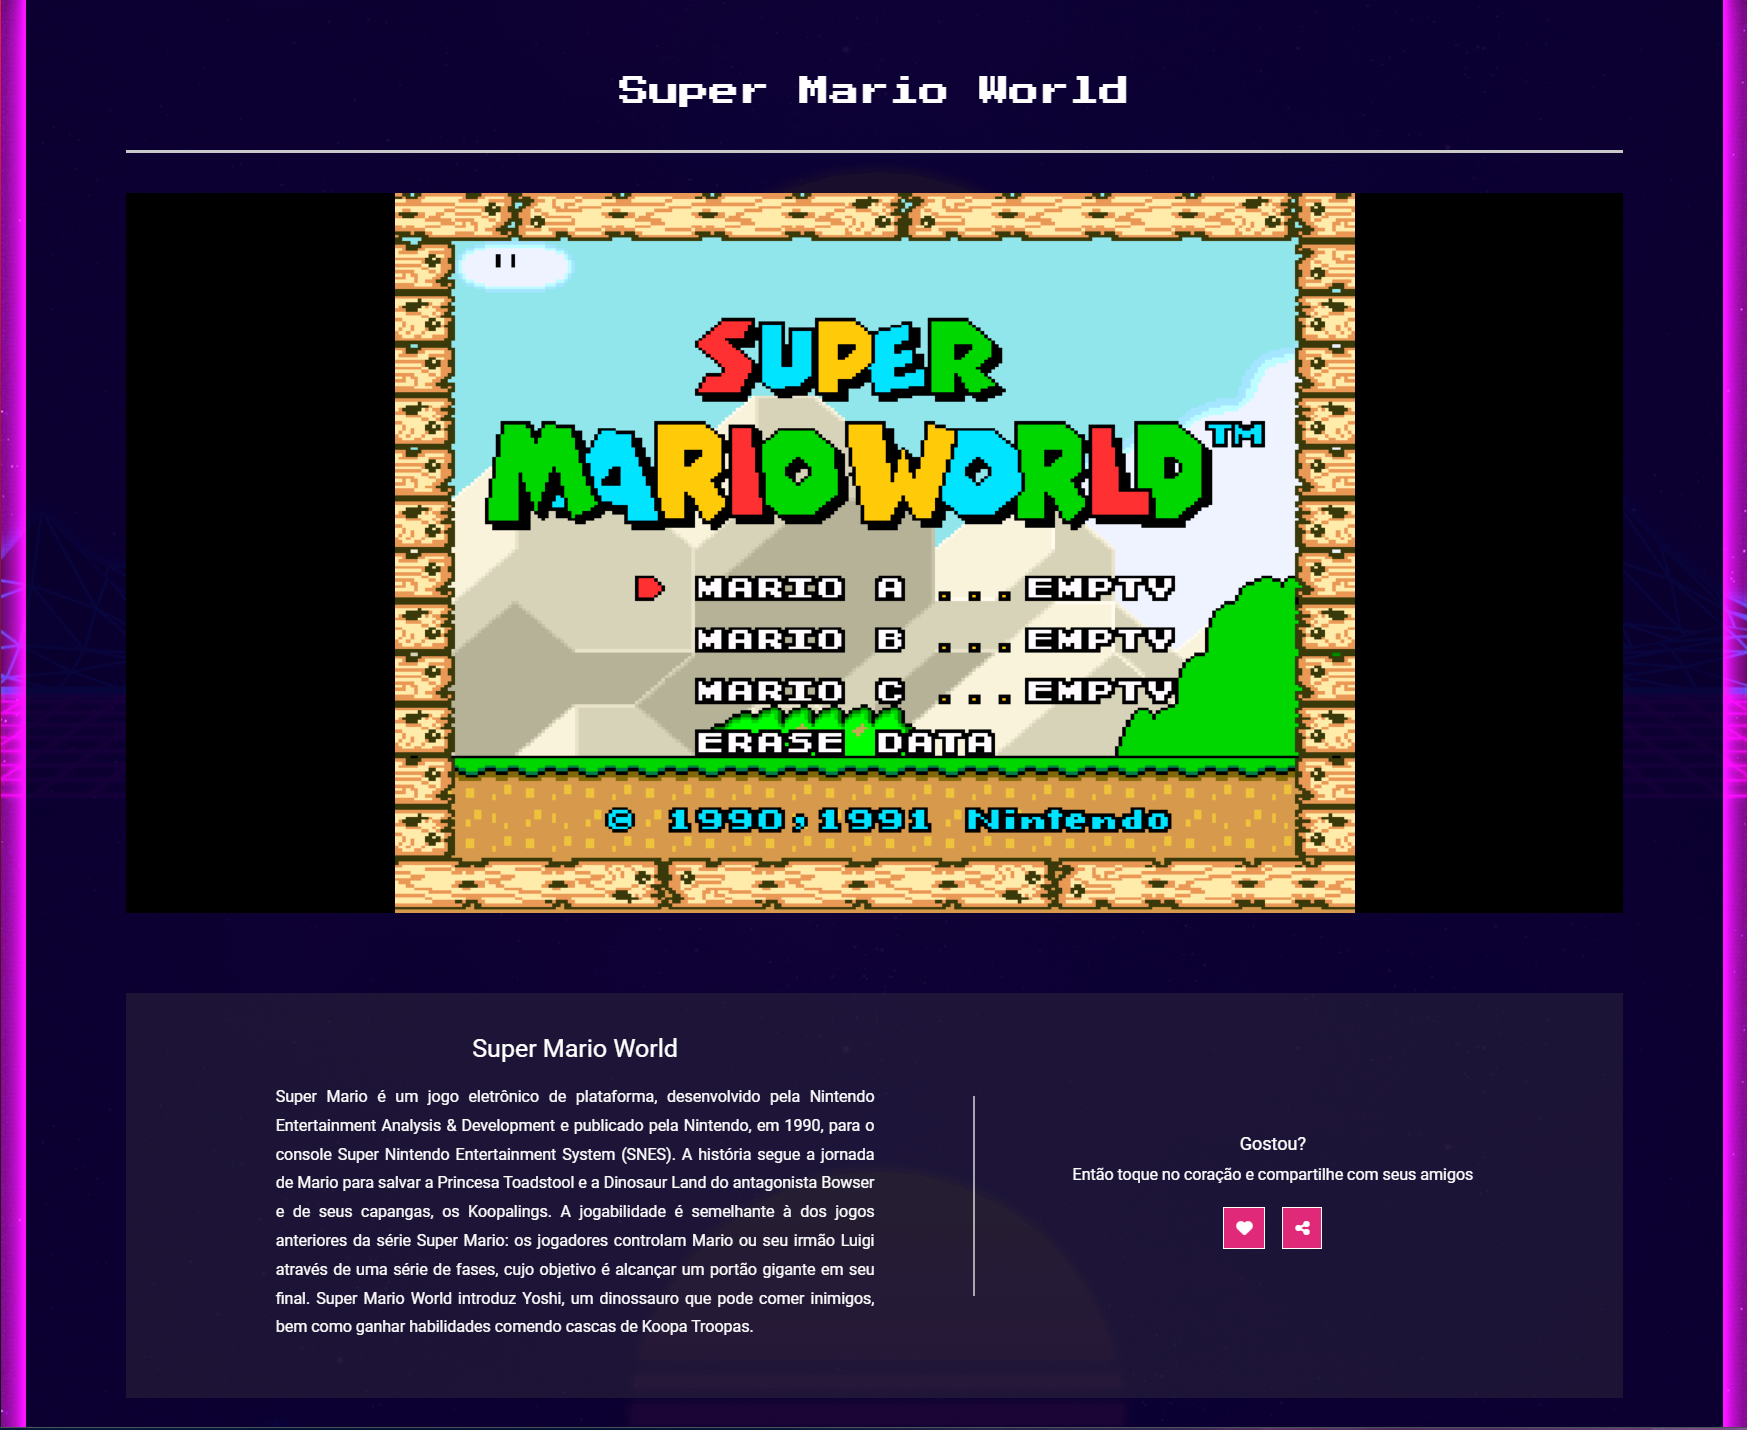 Super Mario World
SUPER
MARIO WORLD™
MARIO A ...EMPTY
MARIO B ...EMPTY
MARIO C ...EMPTY
ERASE DATA
© 1990,1991 Nintendo
Super Mario World
Super Mario é um jogo eletrônico de plataforma, desenvolvido pela Nintendo
Entertainment Analysis & Development e publicado pela Nintendo, em 1990, para o
console Super Nintendo Entertainment System (SNES). A história segue a jornada
de Mario para salvar a Princesa Toadstool e a Dinosaur Land do antagonista Bowser
e de seus capangas, os Koopalings. A jogabilidade é semelhante à dos jogos
anteriores da série Super Mario: os jogadores controlam Mario ou seu irmão Luigi
através de uma série de fases, cujo objetivo é alcançar um portão gigante em seu
final. Super Mario World introduz Yoshi, um dinossauro que pode comer inimigos,
bem como ganhar habilidades comendo cascas de Koopa Troopas.
Gostou?
Então toque no coração e compartilhe com seus amigos